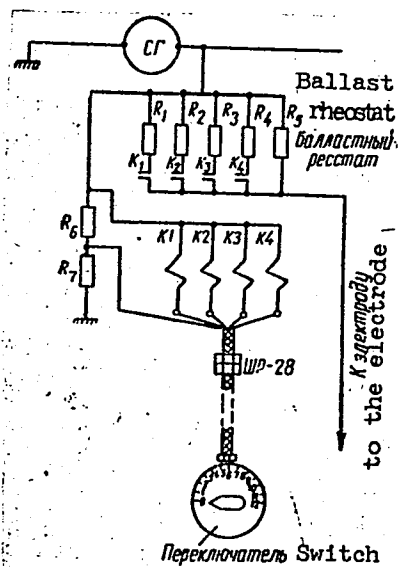 СГ
Ballast
rheostat
Балластный
реcстат
R1
R2
R3
R4
R5
K1
K2
K3
K4
R6
R7
K1
K2
K3
K4
ШР-28
К электроду
to the electrode
Переключатель Switch